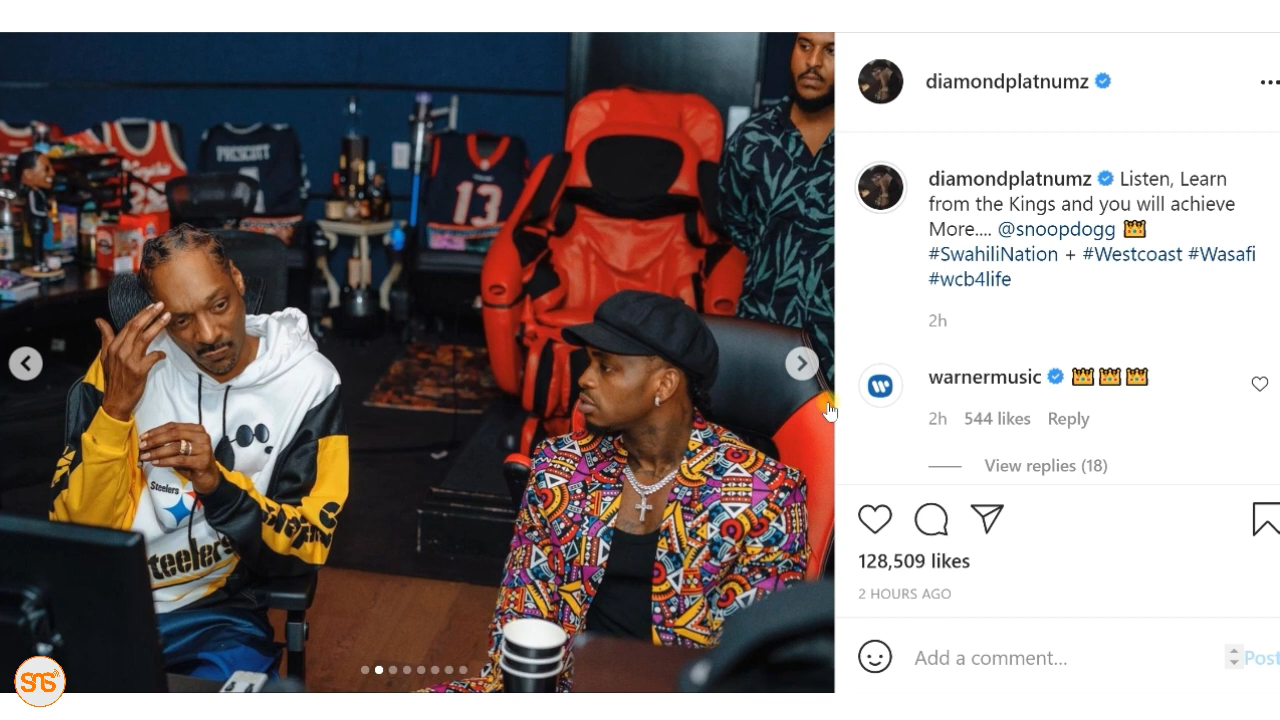 PRESCOTT
13
Steelers
steelers
diamondplatnumz
diamondplatnumz Listen, Learn
from the Kings and you will achieve
More.... @snoopdogg 👑
#SwahiliNation + #Westcoast #Wasafi
#wcb4life
2h
warnermusic 👑👑👑
2h 544 likes Reply
View replies (18)
128,509 likes
2 HOURS AGO
Add a comment... Post
SNS